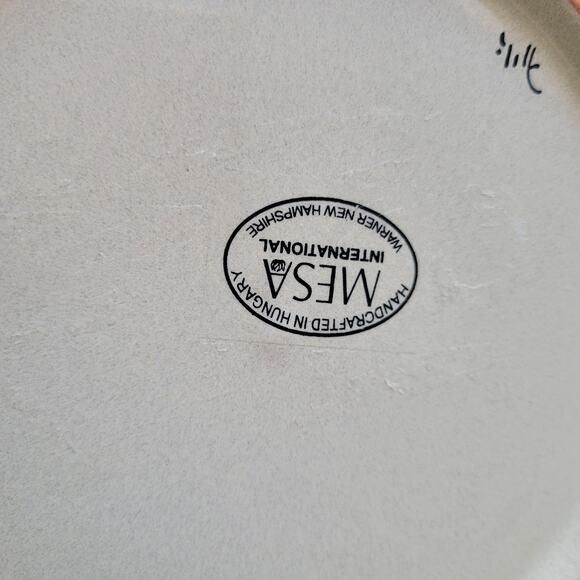 HANDCRAFTED IN HUNGARY
MESA
INTERNATIONAL
WARNER NEW HAMPSHIRE